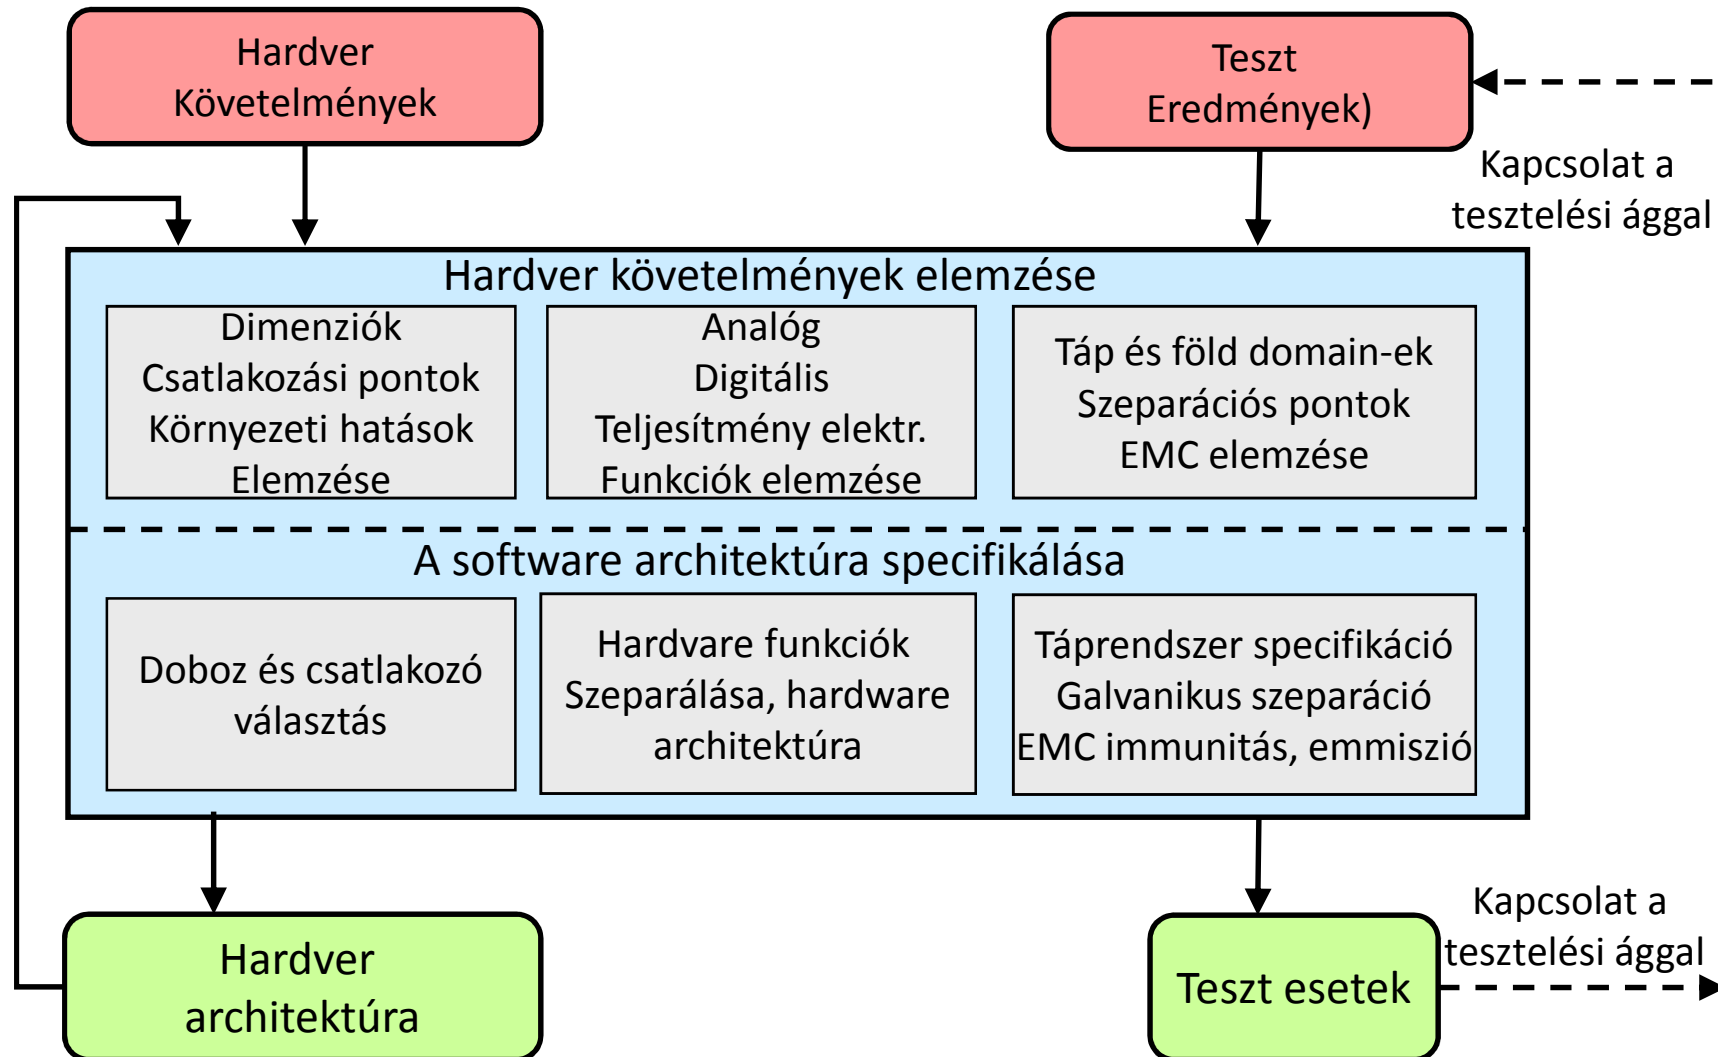 Hardver
Követelmények
Teszt
Eredmények)
Kapcsolat a
tesztelési ággal
Hardver követelmények elemzése
Dimenziók
Csatlakozási pontok
Környezeti hatások
Elemzése
Analóg
Digitális
Teljesítmény elektr.
Funkciók elemzése
Táp és föld domain-ek
Szeparációs pontok
EMC elemzése
A software architektúra specifikálása
Doboz és csatlakozó
választás
Hardvare funkciók
Szeparálása, hardware
architektúra
Táprendszer specifikáció
Galvanikus szeparáció
EMC immunitás, emmiszió
Hardver
architektúra
Teszt esetek
Kapcsolat a
tesztelési ággal